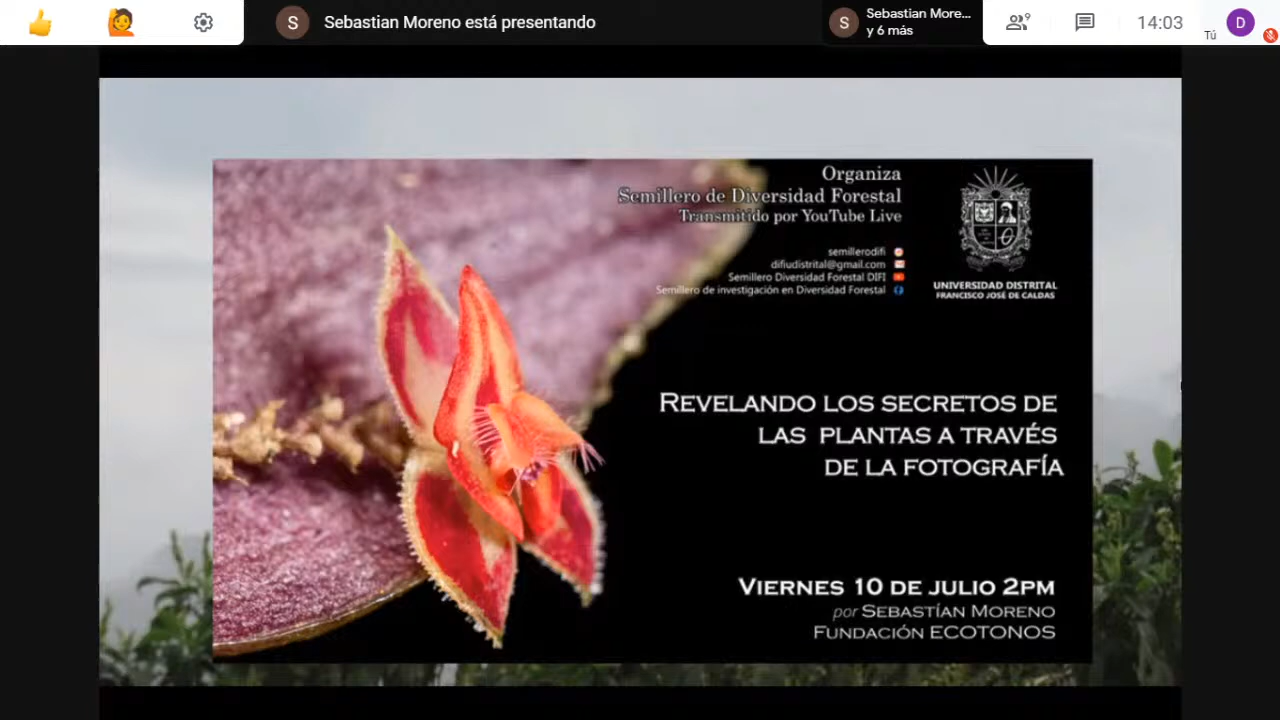 S
Sebastian Moreno está presentando
S
Sebastian More...
y 6 más
9
14:03
Tú
D
Organiza
Semillero de Diversidad Forestal
Transmitido por YouTube Live
semillerodifi
difiudistrital@gmail.com
Semillero Diversidad Forestal DIFI
Semillero de investigación en Diversidad Forestal
UNIVERSIDAD DISTRITAL
FRANCISCO JOSÉ DE CALDAS
REVELANDO LOS SECRETOS DE
LAS PLANTAS A TRAVÉS
DE LA FOTOGRAFÍA
VIERNES 10 DE JULIO 2PM
por SEBASTÍAN MORENO
FUNDACIÓN ECOTONOS